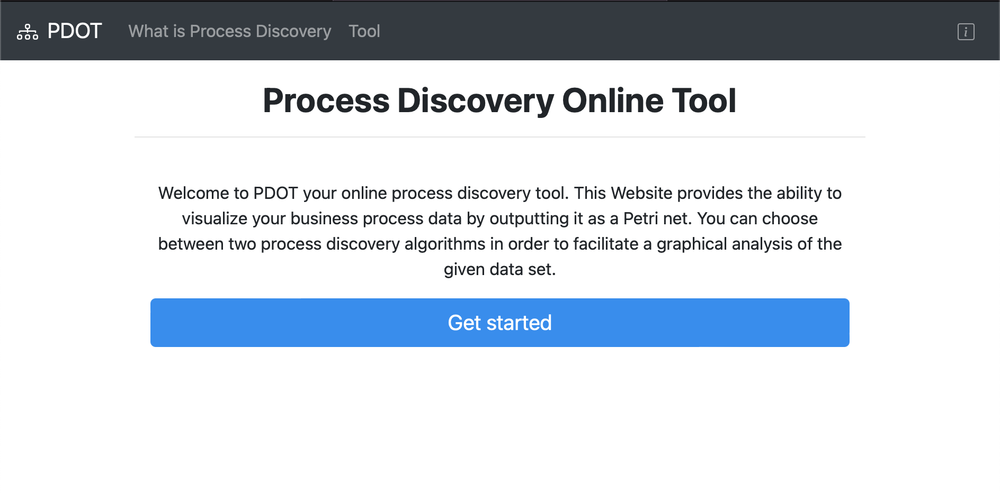 PDOT What is Process Discovery Tool i
Process Discovery Online Tool
Welcome to PDOT your online process discovery tool. This Website provides the ability to
visualize your business process data by outputting it as a Petri net. You can choose
between two process discovery algorithms in order to facilitate a graphical analysis of the
given data set.
Get started